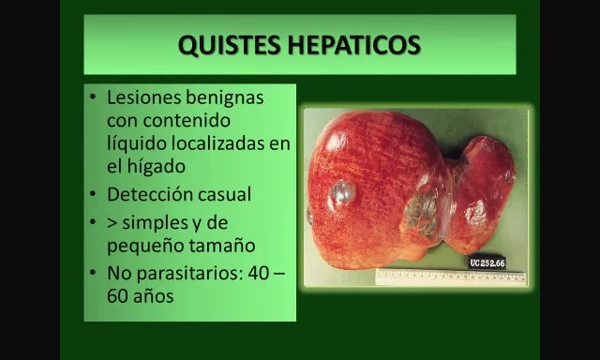 QUISTES HEPATICOS
• Lesiones benignas
con contenido
líquido localizadas en
el hígado
• Detección casual
• > simples y de
pequeño tamaño
• No parasitarios: 40 –
60 años
UC252.66